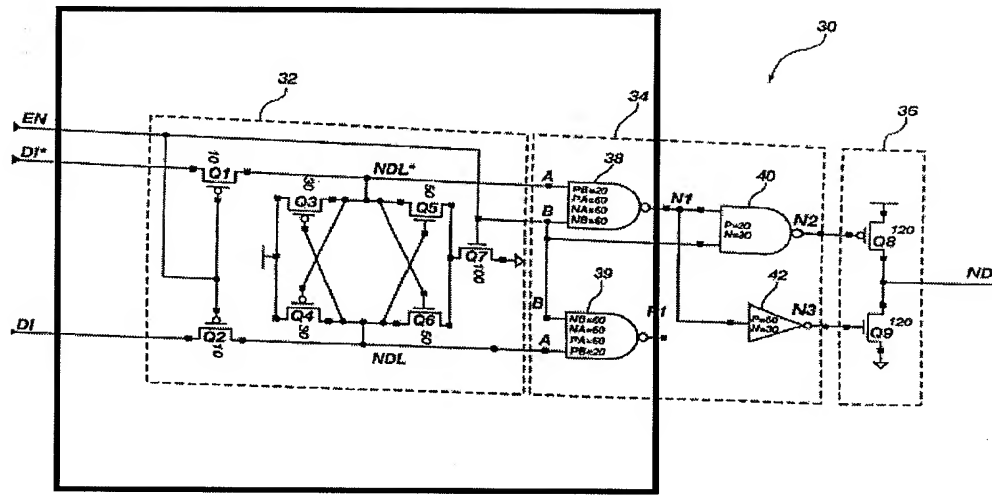 30
32
34
36
EN
DI*
10
Q1
NDL*
A
38
PB=20
PA=60
NA=60
NB=60
N1
40
P=20
N=30
N2
Q8
120
30
Q3
50
Q5
B
Q7
100
ND
Q4
30
Q6
50
B
39
NB=60
NA=60
PA=60
PB=20
42
P=60
N=30
N3
Q9
120
DI
Q2
10
NDL
A